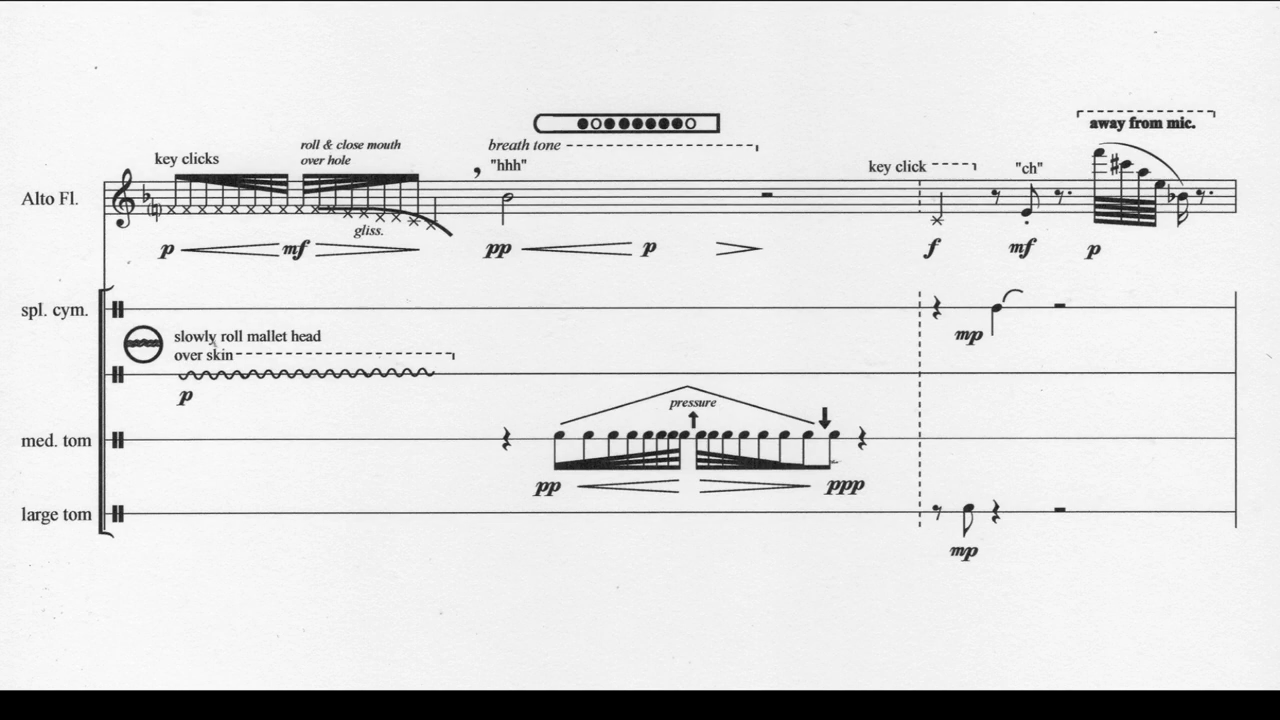 away from mic.
roll & close mouth
over hole
breath tone
key clicks
"hhh"
key click
"ch"
Alto Fl.
gliss.
p mf pp p f mf p
spl. cym.
mp
slowly roll mallet head
over skin
p
pressure
med. tom
pp ppp
large tom
mp